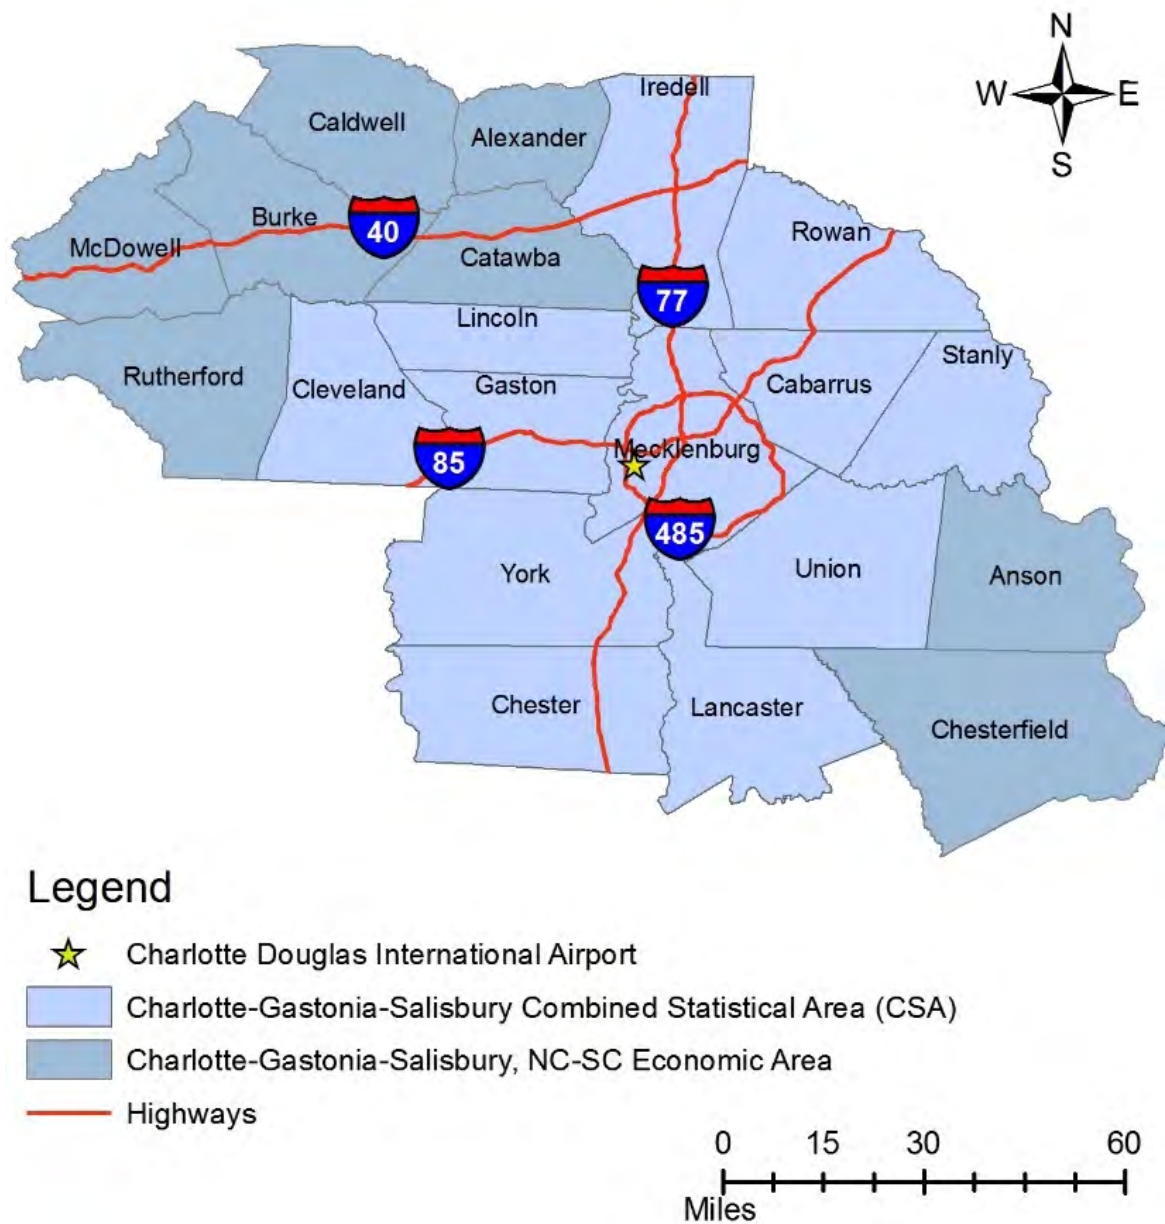 N
W E
S
Iredell
Caldwell
Alexander
Burke
40
Rowan
McDowell
Catawba
77
Lincoln
Stanly
Rutherford
Cleveland
Gaston
Cabarrus
85
Mecklenburg
485
York
Union
Anson
Chester
Lancaster
Chesterfield
Legend
Charlotte Douglas International Airport
Charlotte-Gastonia-Salisbury Combined Statistical Area (CSA)
Charlotte-Gastonia-Salisbury, NC-SC Economic Area
Highways
0 15 30 60
Miles